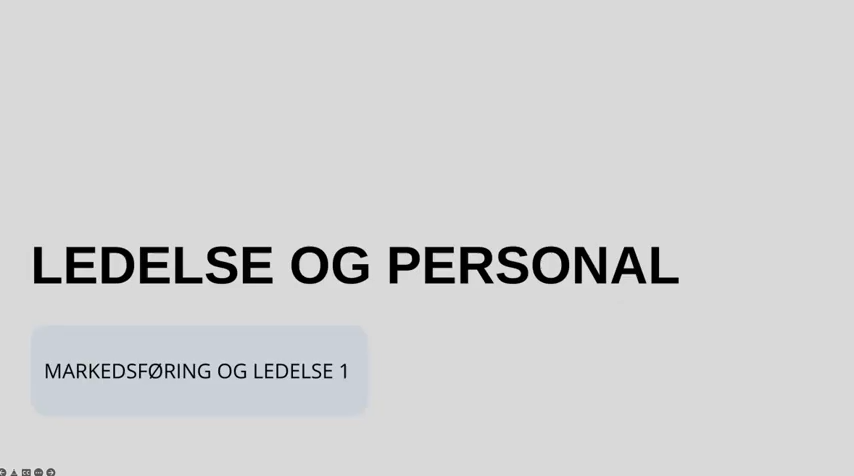 LEDELSE OG PERSONAL
MARKEDSFØRING OG LEDELSE 1